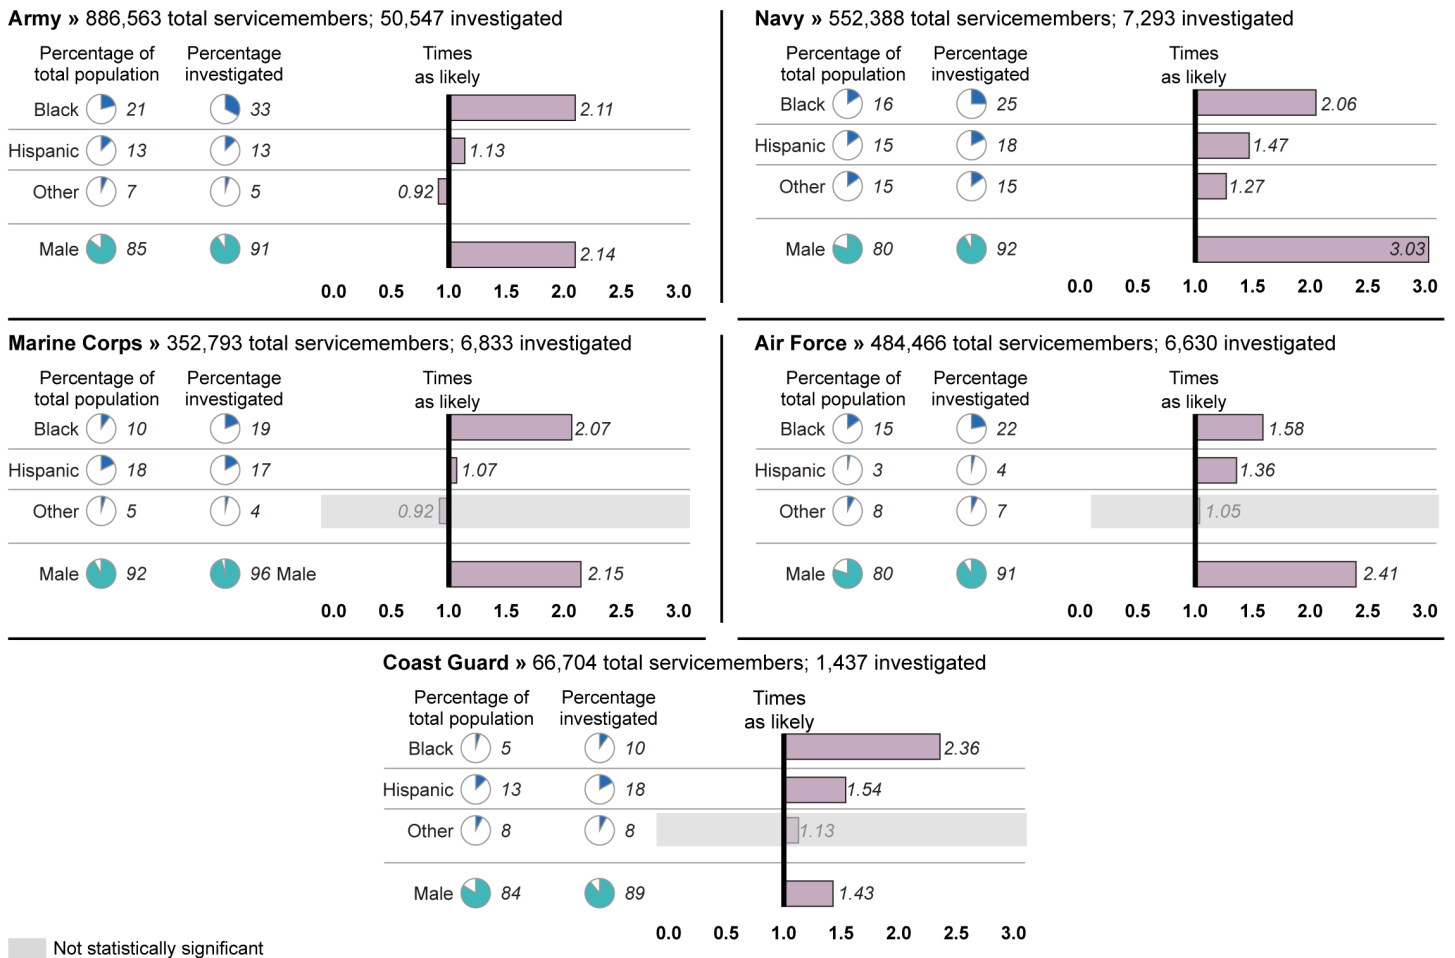 Army » 886,563 total servicemembers; 50,547 investigated
Percentage of Percentage Times
total population investigated as likely
Black 21 33 2.11
Hispanic 13 13 1.13
Other 7 5 0.92
Male 85 91 2.14
0.0 0.5 1.0 1.5 2.0 2.5 3.0
Navy » 552,388 total servicemembers; 7,293 investigated
Percentage of Percentage Times
total population investigated as likely
Black 16 25 2.06
Hispanic 15 18 1.47
Other 15 15 1.27
Male 80 92 3.03
0.0 0.5 1.0 1.5 2.0 2.5 3.0
Marine Corps » 352,793 total servicemembers; 6,833 investigated
Percentage of Percentage Times
total population investigated as likely
Black 10 19 2.07
Hispanic 18 17 1.07
Other 5 4 0.92
Male 92 96 Male 2.15
0.0 0.5 1.0 1.5 2.0 2.5 3.0
Air Force » 484,466 total servicemembers; 6,630 investigated
Percentage of Percentage Times
total population investigated as likely
Black 15 22 1.58
Hispanic 3 4 1.36
Other 8 7 1.05
Male 80 91 2.41
0.0 0.5 1.0 1.5 2.0 2.5 3.0
Coast Guard » 66,704 total servicemembers; 1,437 investigated
Percentage of Percentage Times
total population investigated as likely
Black 5 10 2.36
Hispanic 13 18 1.54
Other 8 8 1.13
Male 84 89 1.43
0.0 0.5 1.0 1.5 2.0 2.5 3.0
Not statistically significant